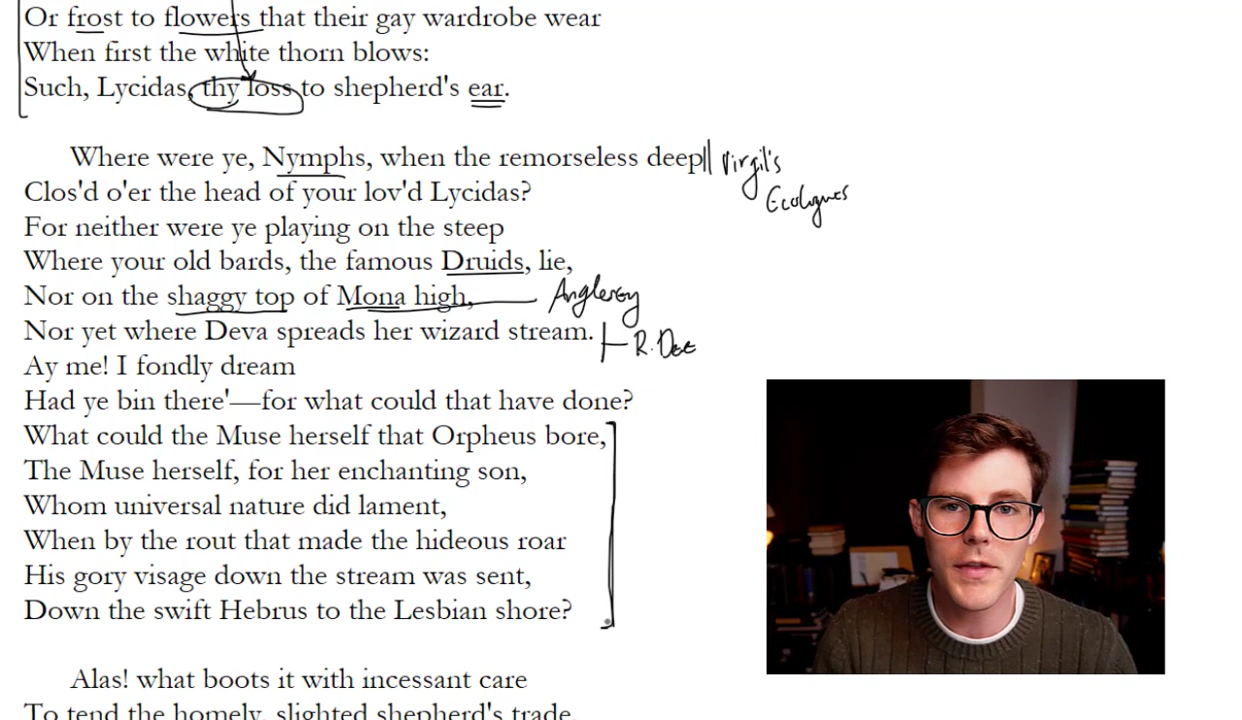 Or frost to flowers that their gay wardrobe wear
When first the white thorn blows:
Such, Lycidas, thy loss to shepherd's ear.
Where were ye, Nymphs, when the remorseless deep || Virgil's
Ecologues
Clos'd o'er the head of your lov'd Lycidas?
For neither were ye playing on the steep
Where your old bards, the famous Druids, lie,
Nor on the shaggy top of Mona high, Anglesey
Nor yet where Deva spreads her wizard stream. R. Dee
Ay me! I fondly dream
Had ye bin there'—for what could that have done?
What could the Muse herself that Orpheus bore,
The Muse herself, for her enchanting son,
Whom universal nature did lament,
When by the rout that made the hideous roar
His gory visage down the stream was sent,
Down the swift Hebrus to the Lesbian shore?
Alas! what boots it with incessant care
To tend the homely, slighted shepherd's trade,